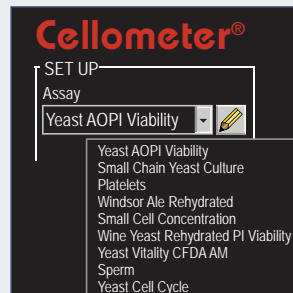 Cellometer®
SET UP
Assay
Yeast AOPI Viability
Yeast AOPI Viability
Small Chain Yeast Culture
Platelets
Windsor Ale Rehydrated
Small Cell Concentration
Wine Yeast Rehydrated PI Viability
Yeast Vitality CFDA AM
Sperm
Yeast Cell Cycle